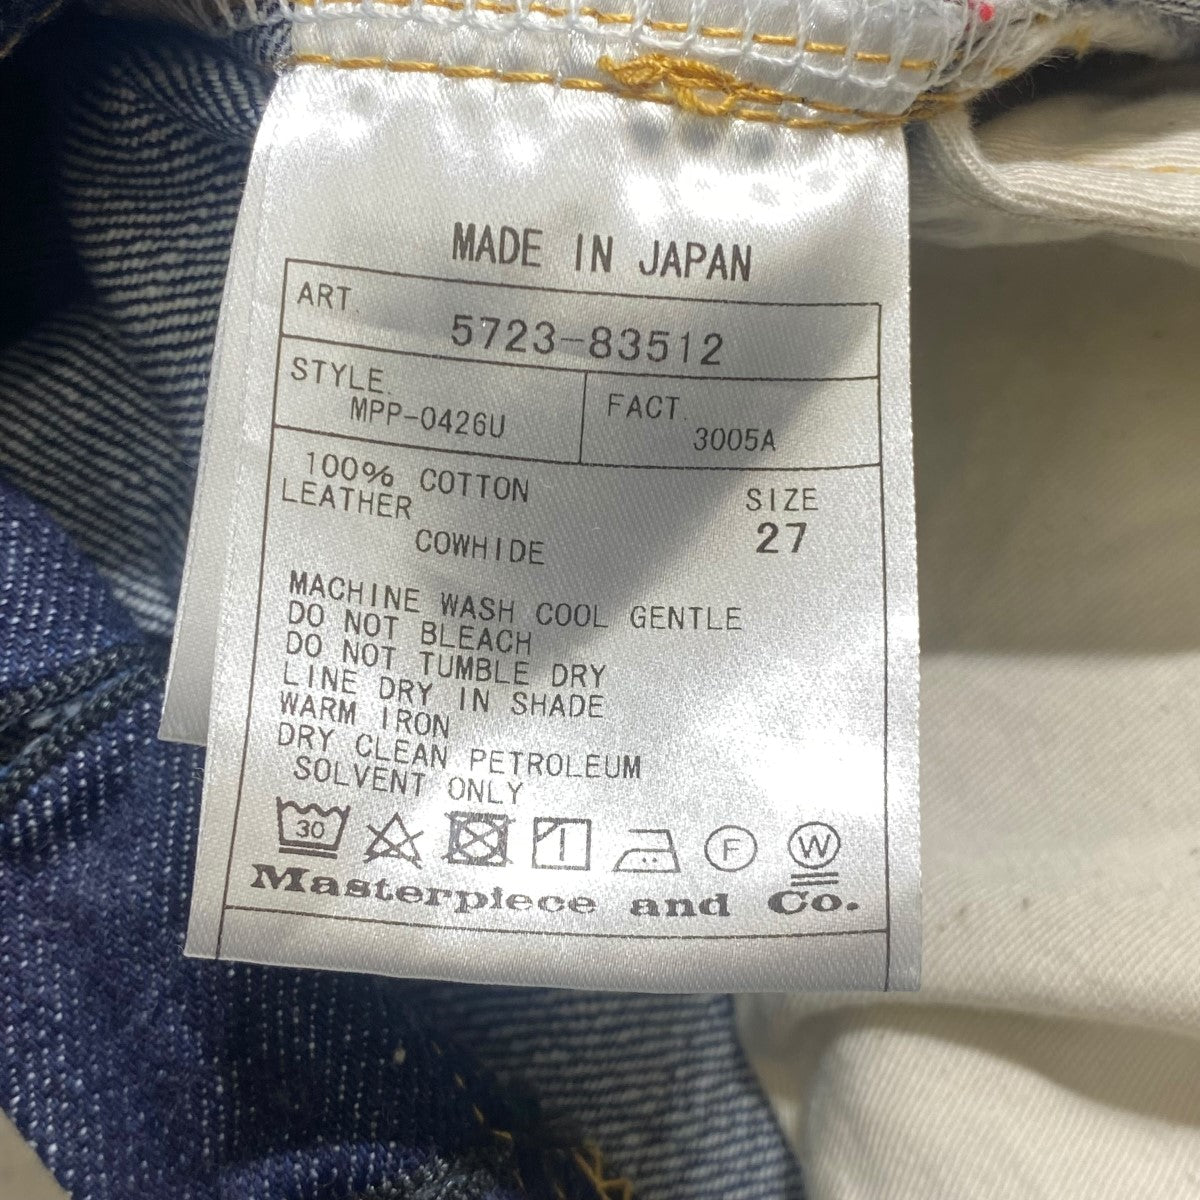 MADE IN JAPAN
ART. 5723-83512
STYLE. MPP-0426U
FACT. 3005A
100% COTTON
LEATHER
COWHIDE
SIZE
27
MACHINE WASH COOL GENTLE
DO NOT BLEACH
DO NOT TUMBLE DRY
LINE DRY IN SHADE
WARM IRON
DRY CLEAN PETROLEUM
SOLVENT ONLY
30 F W
Masterpiece and Co.